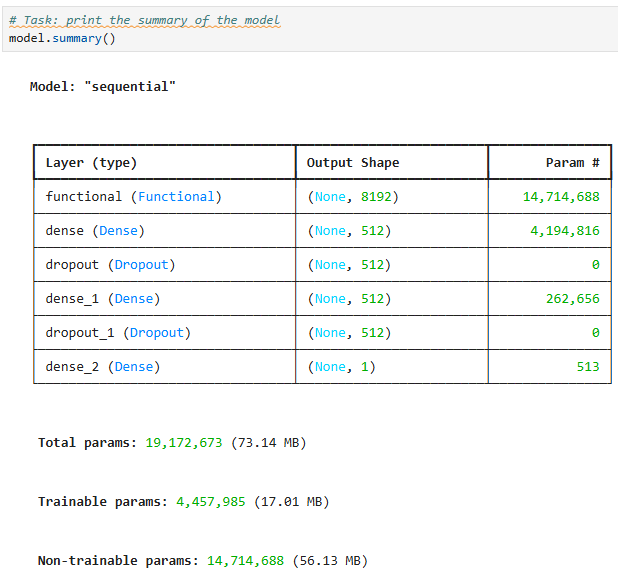 # Task: print the summary of the model
model.summary()
Model: "sequential"
Layer (type) Output Shape Param #
functional (Functional) (None, 8192) 14,714,688
dense (Dense) (None, 512) 4,194,816
dropout (Dropout) (None, 512) 0
dense_1 (Dense) (None, 512) 262,656
dropout_1 (Dropout) (None, 512) 0
dense_2 (Dense) (None, 1) 513
Total params: 19,172,673 (73.14 MB)
Trainable params: 4,457,985 (17.01 MB)
Non-trainable params: 14,714,688 (56.13 MB)